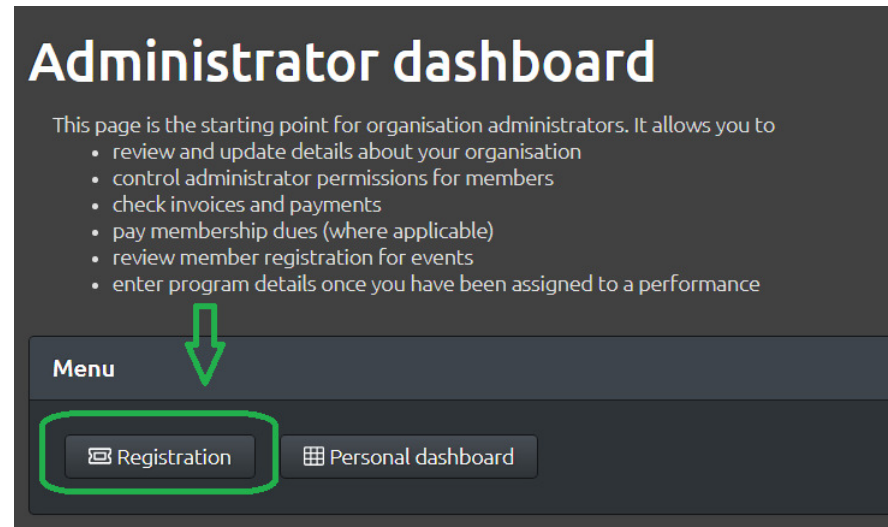 Administrator dashboard
This page is the starting point for organisation administrators. It allows you to
• review and update details about your organisation
• control administrator permissions for members
• check invoices and payments
• pay membership dues (where applicable)
• review member registration for events
• enter program details once you have been assigned to a performance
Menu
Registration Personal dashboard